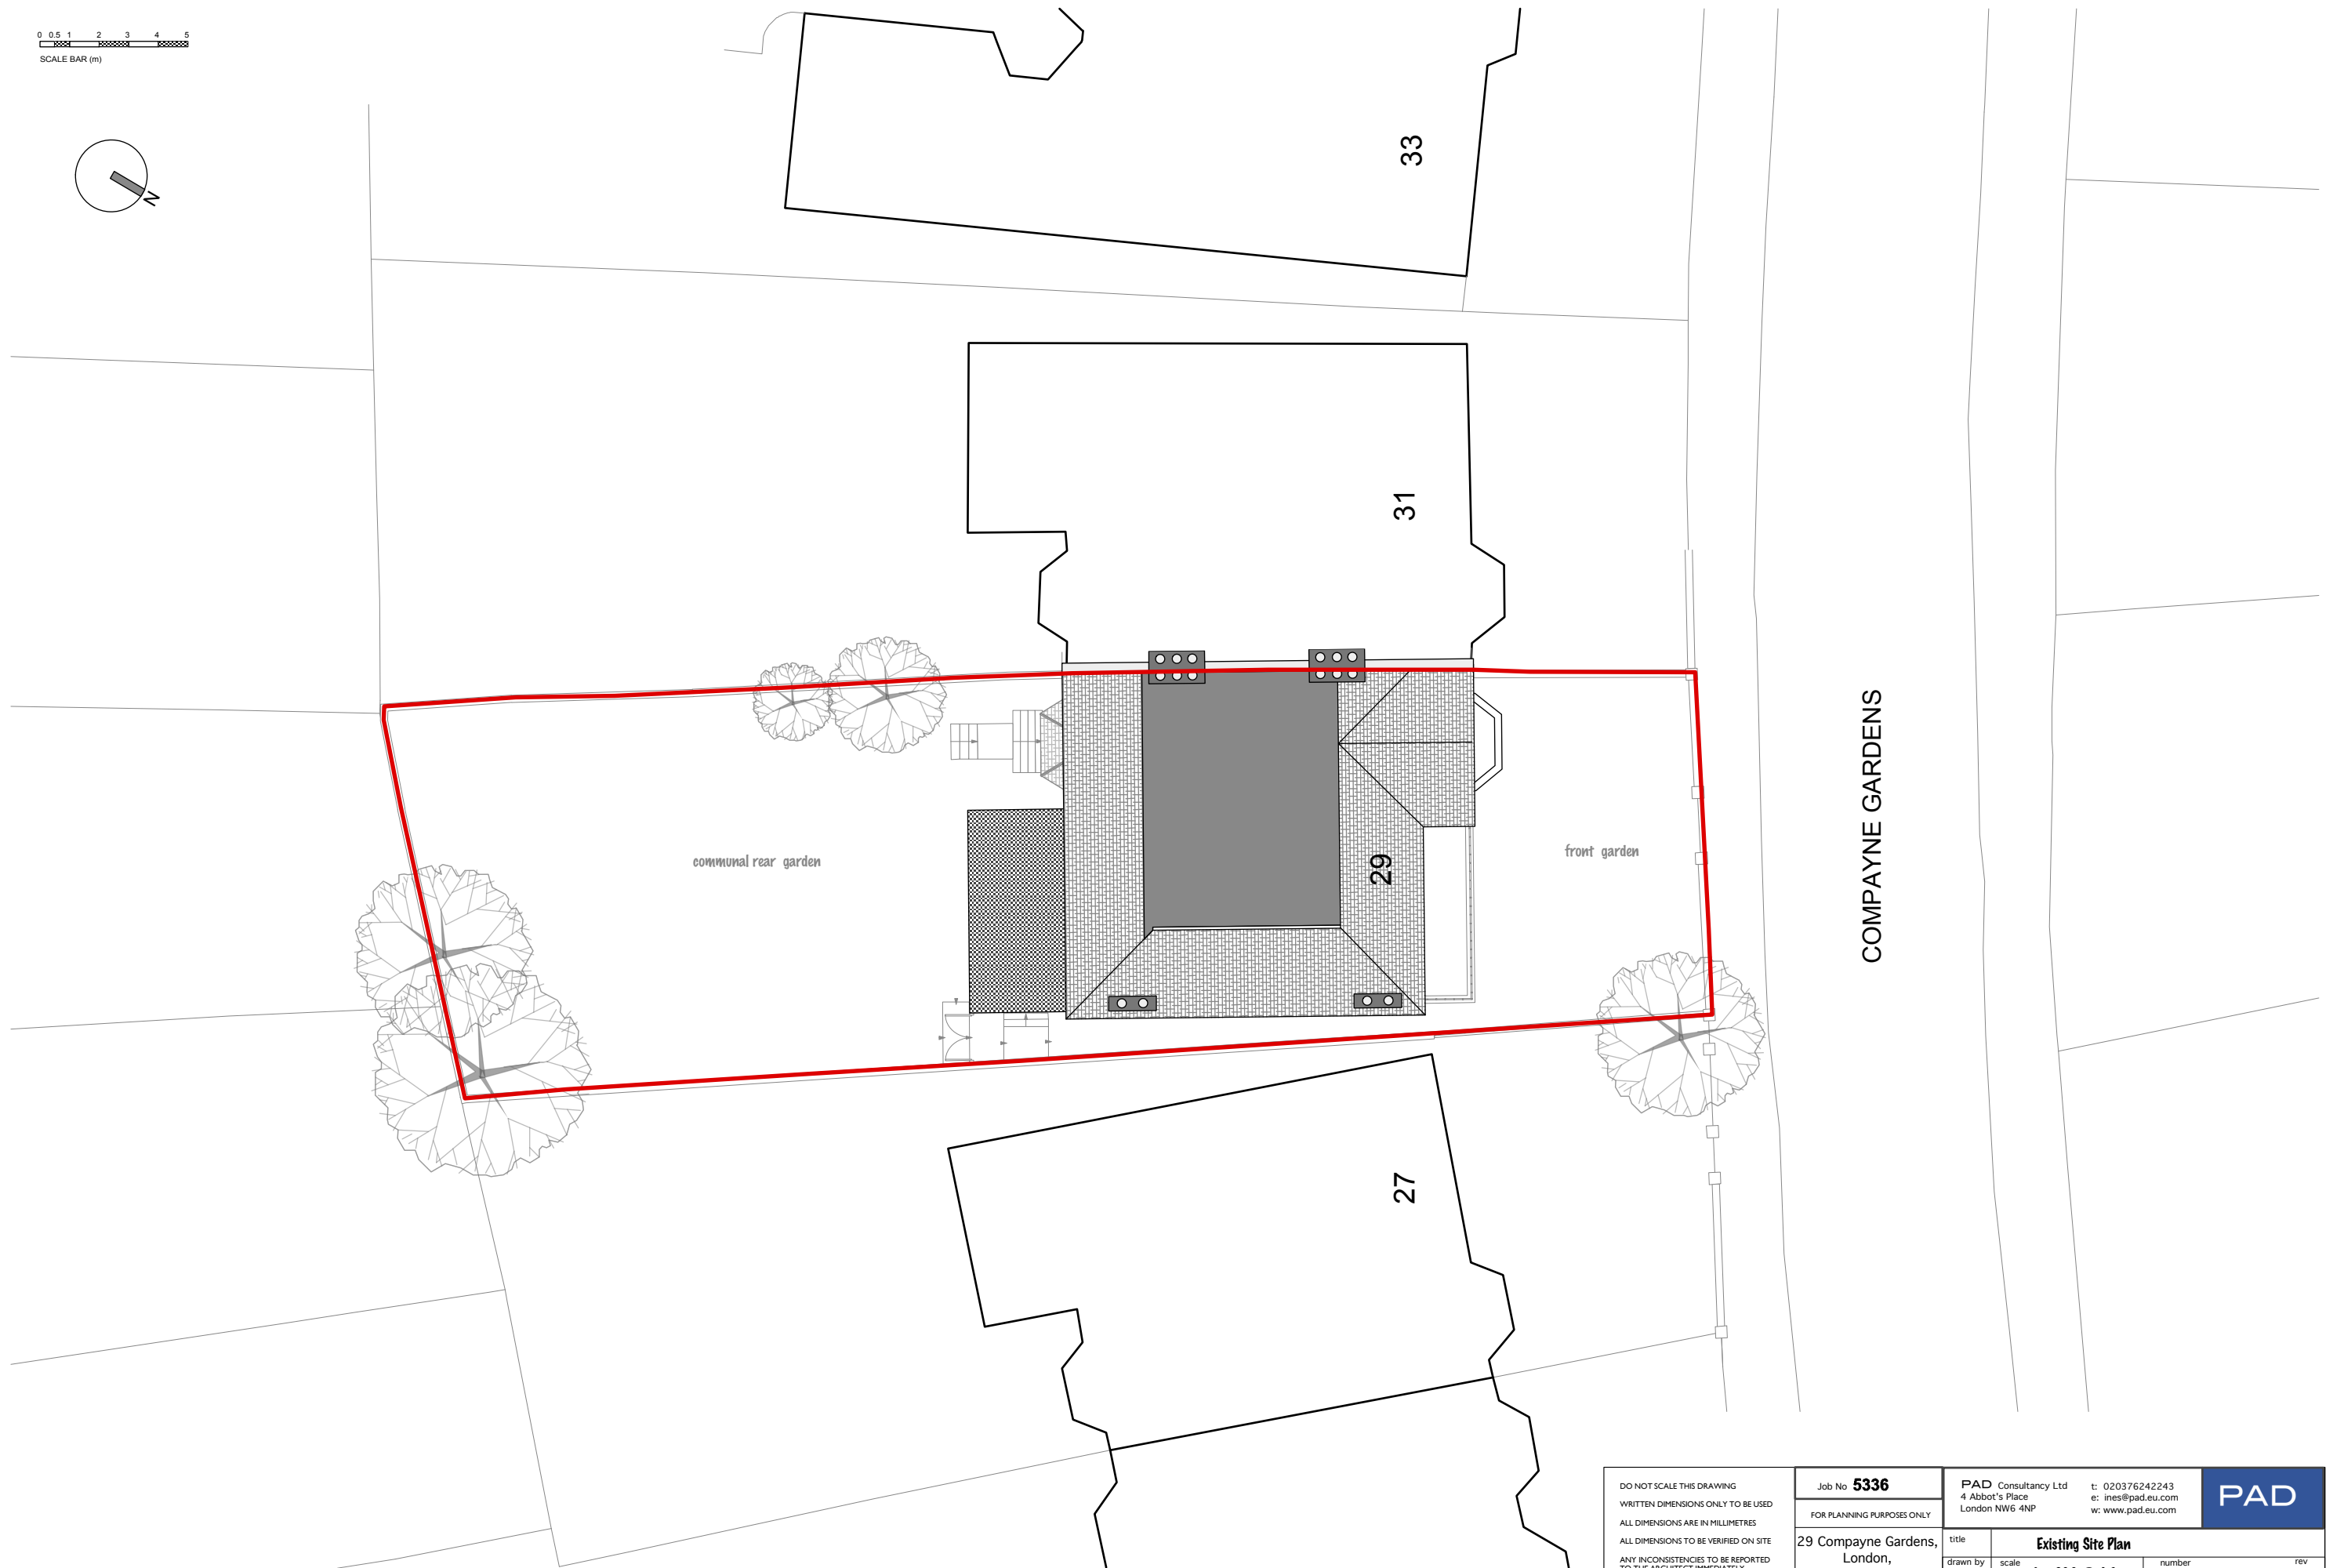 0 0.5 1 2 3 4 5
SCALE BAR (m)
N
33
31
29
27
communal rear garden
front garden
COMPAYNE GARDENS
DO NOT SCALE THIS DRAWING
WRITTEN DIMENSIONS ONLY TO BE USED
ALL DIMENSIONS ARE IN MILLIMETRES
ALL DIMENSIONS TO BE VERIFIED ON SITE
ANY INCONSISTENCIES TO BE REPORTED
TO THE ARCHITECT IMMEDIATELY
Job No 5336
FOR PLANNING PURPOSES ONLY
29 Compayne Gardens,
London,
PAD Consultancy Ltd
4 Abbot's Place
London NW6 4NP
t: 020376242243
e: ines@pad.eu.com
w: www.pad.eu.com
PAD
title
Existing Site Plan
drawn by
scale
number
rev